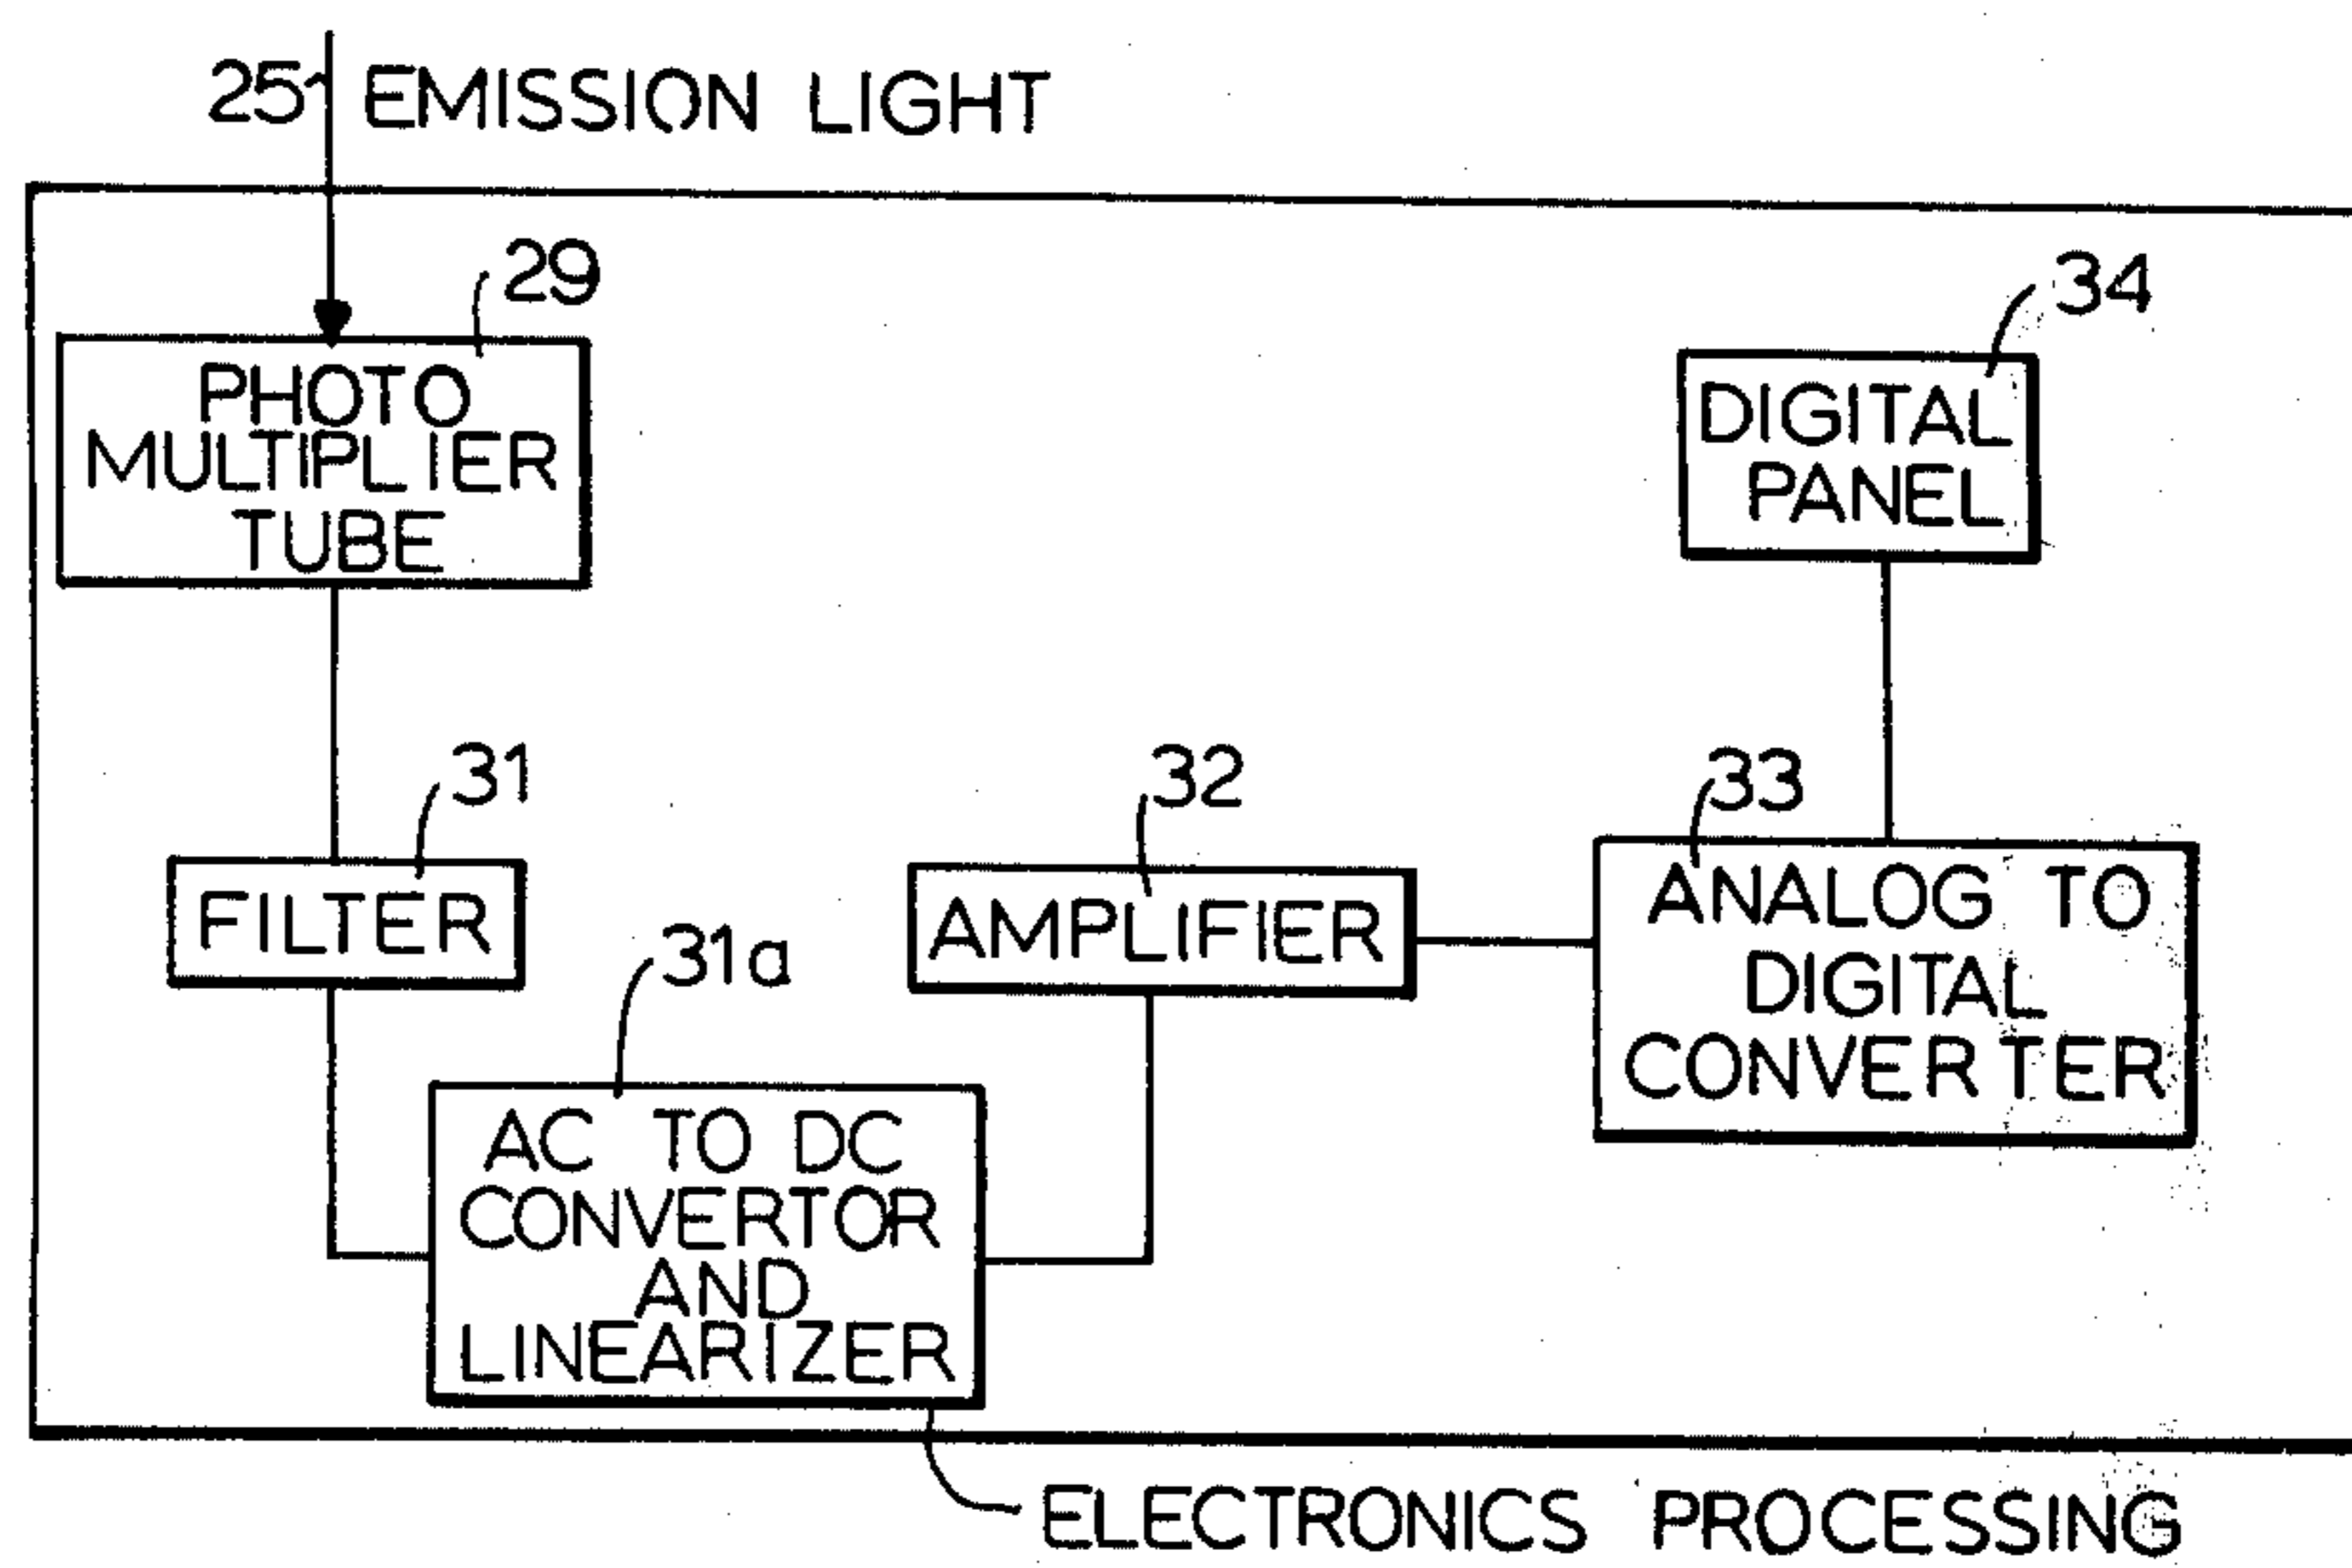 25 EMISSION LIGHT
29
PHOTO
MULTIPLIER
TUBE
34
DIGITAL
PANEL
31
FILTER
31a
AC TO DC
CONVERTOR
AND
LINEARIZER
32
AMPLIFIER
33
ANALOG TO
DIGITAL
CONVERTER
ELECTRONICS PROCESSING